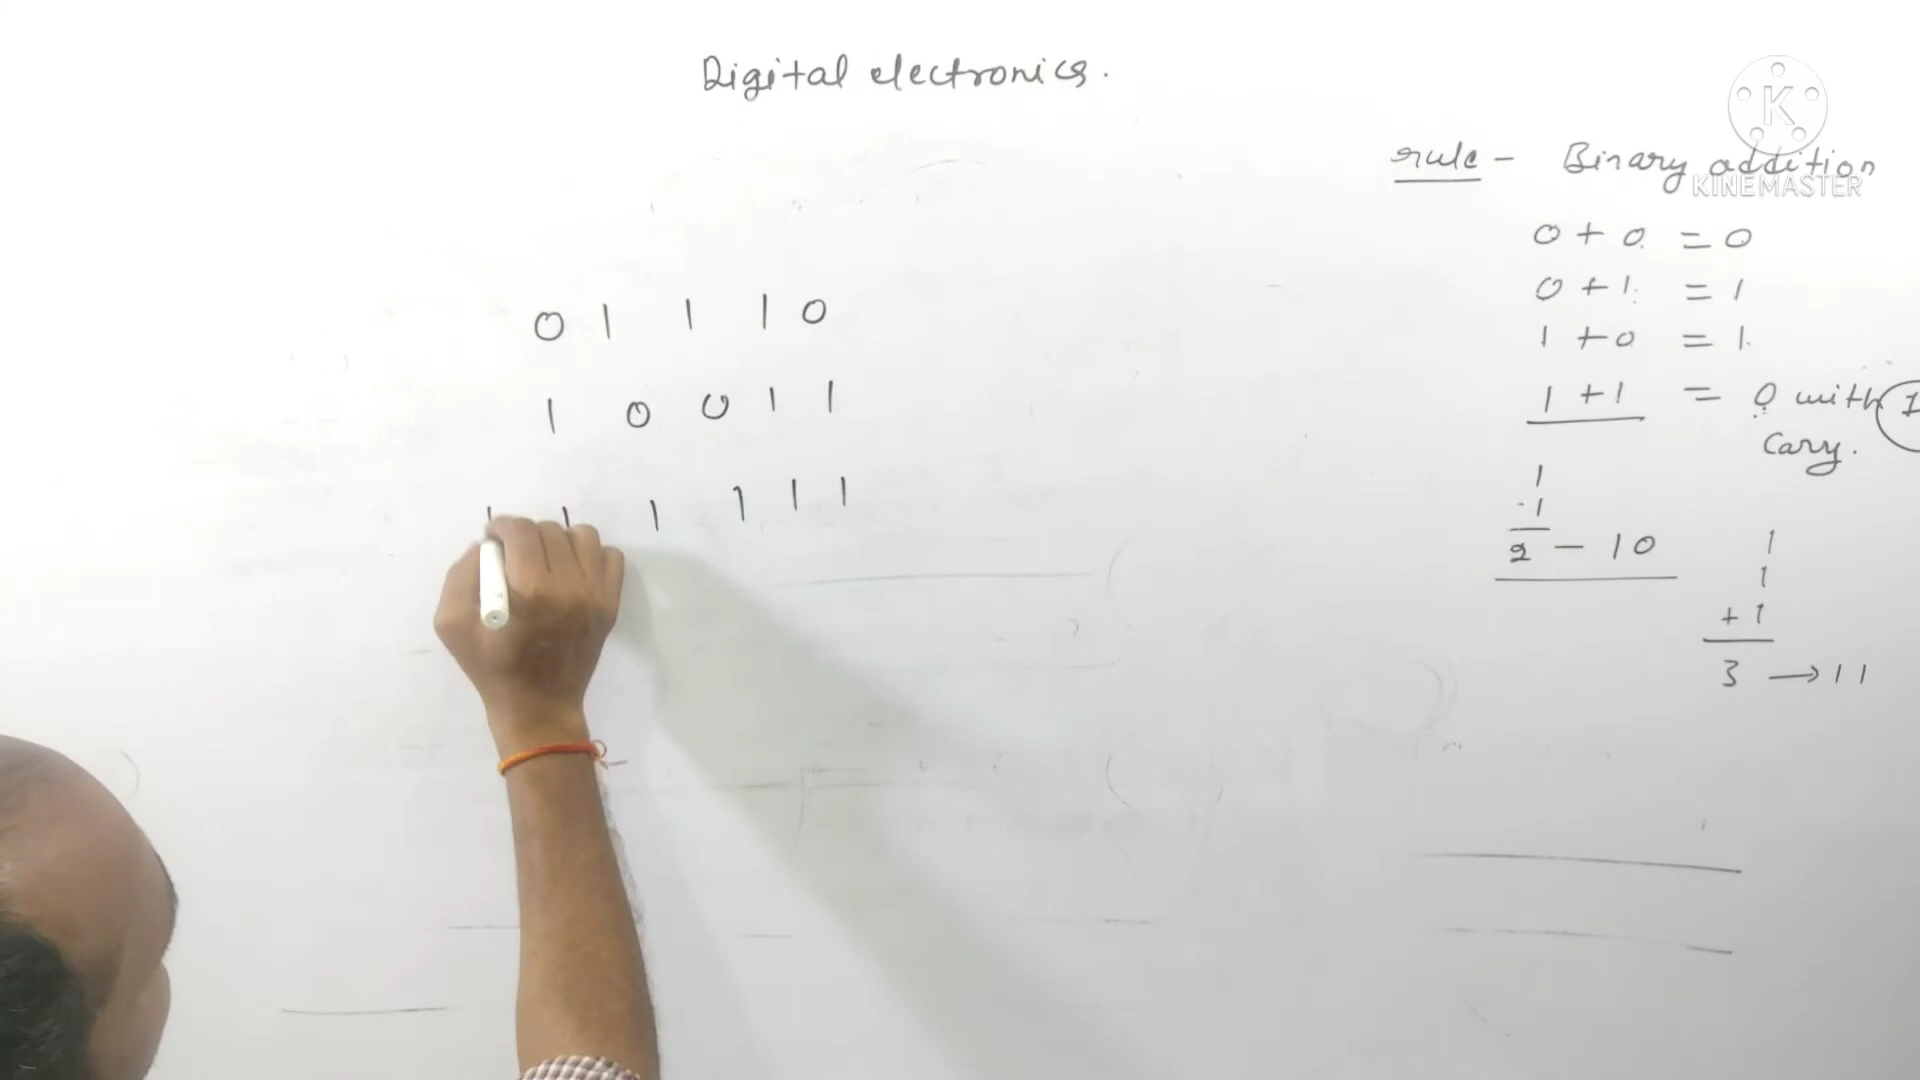 Digital electronics.
K
KINEMASTER
rule - Binary addition
0 + 0 = 0
0 + 1 = 1
1 + 0 = 1
1 + 1 = 0 with 1
Cary.
0 1 1 1 0
1 0 0 1 1
1 1 1 1 1 1
1
1
2 - 10
1
1
+ 1
3 → 11